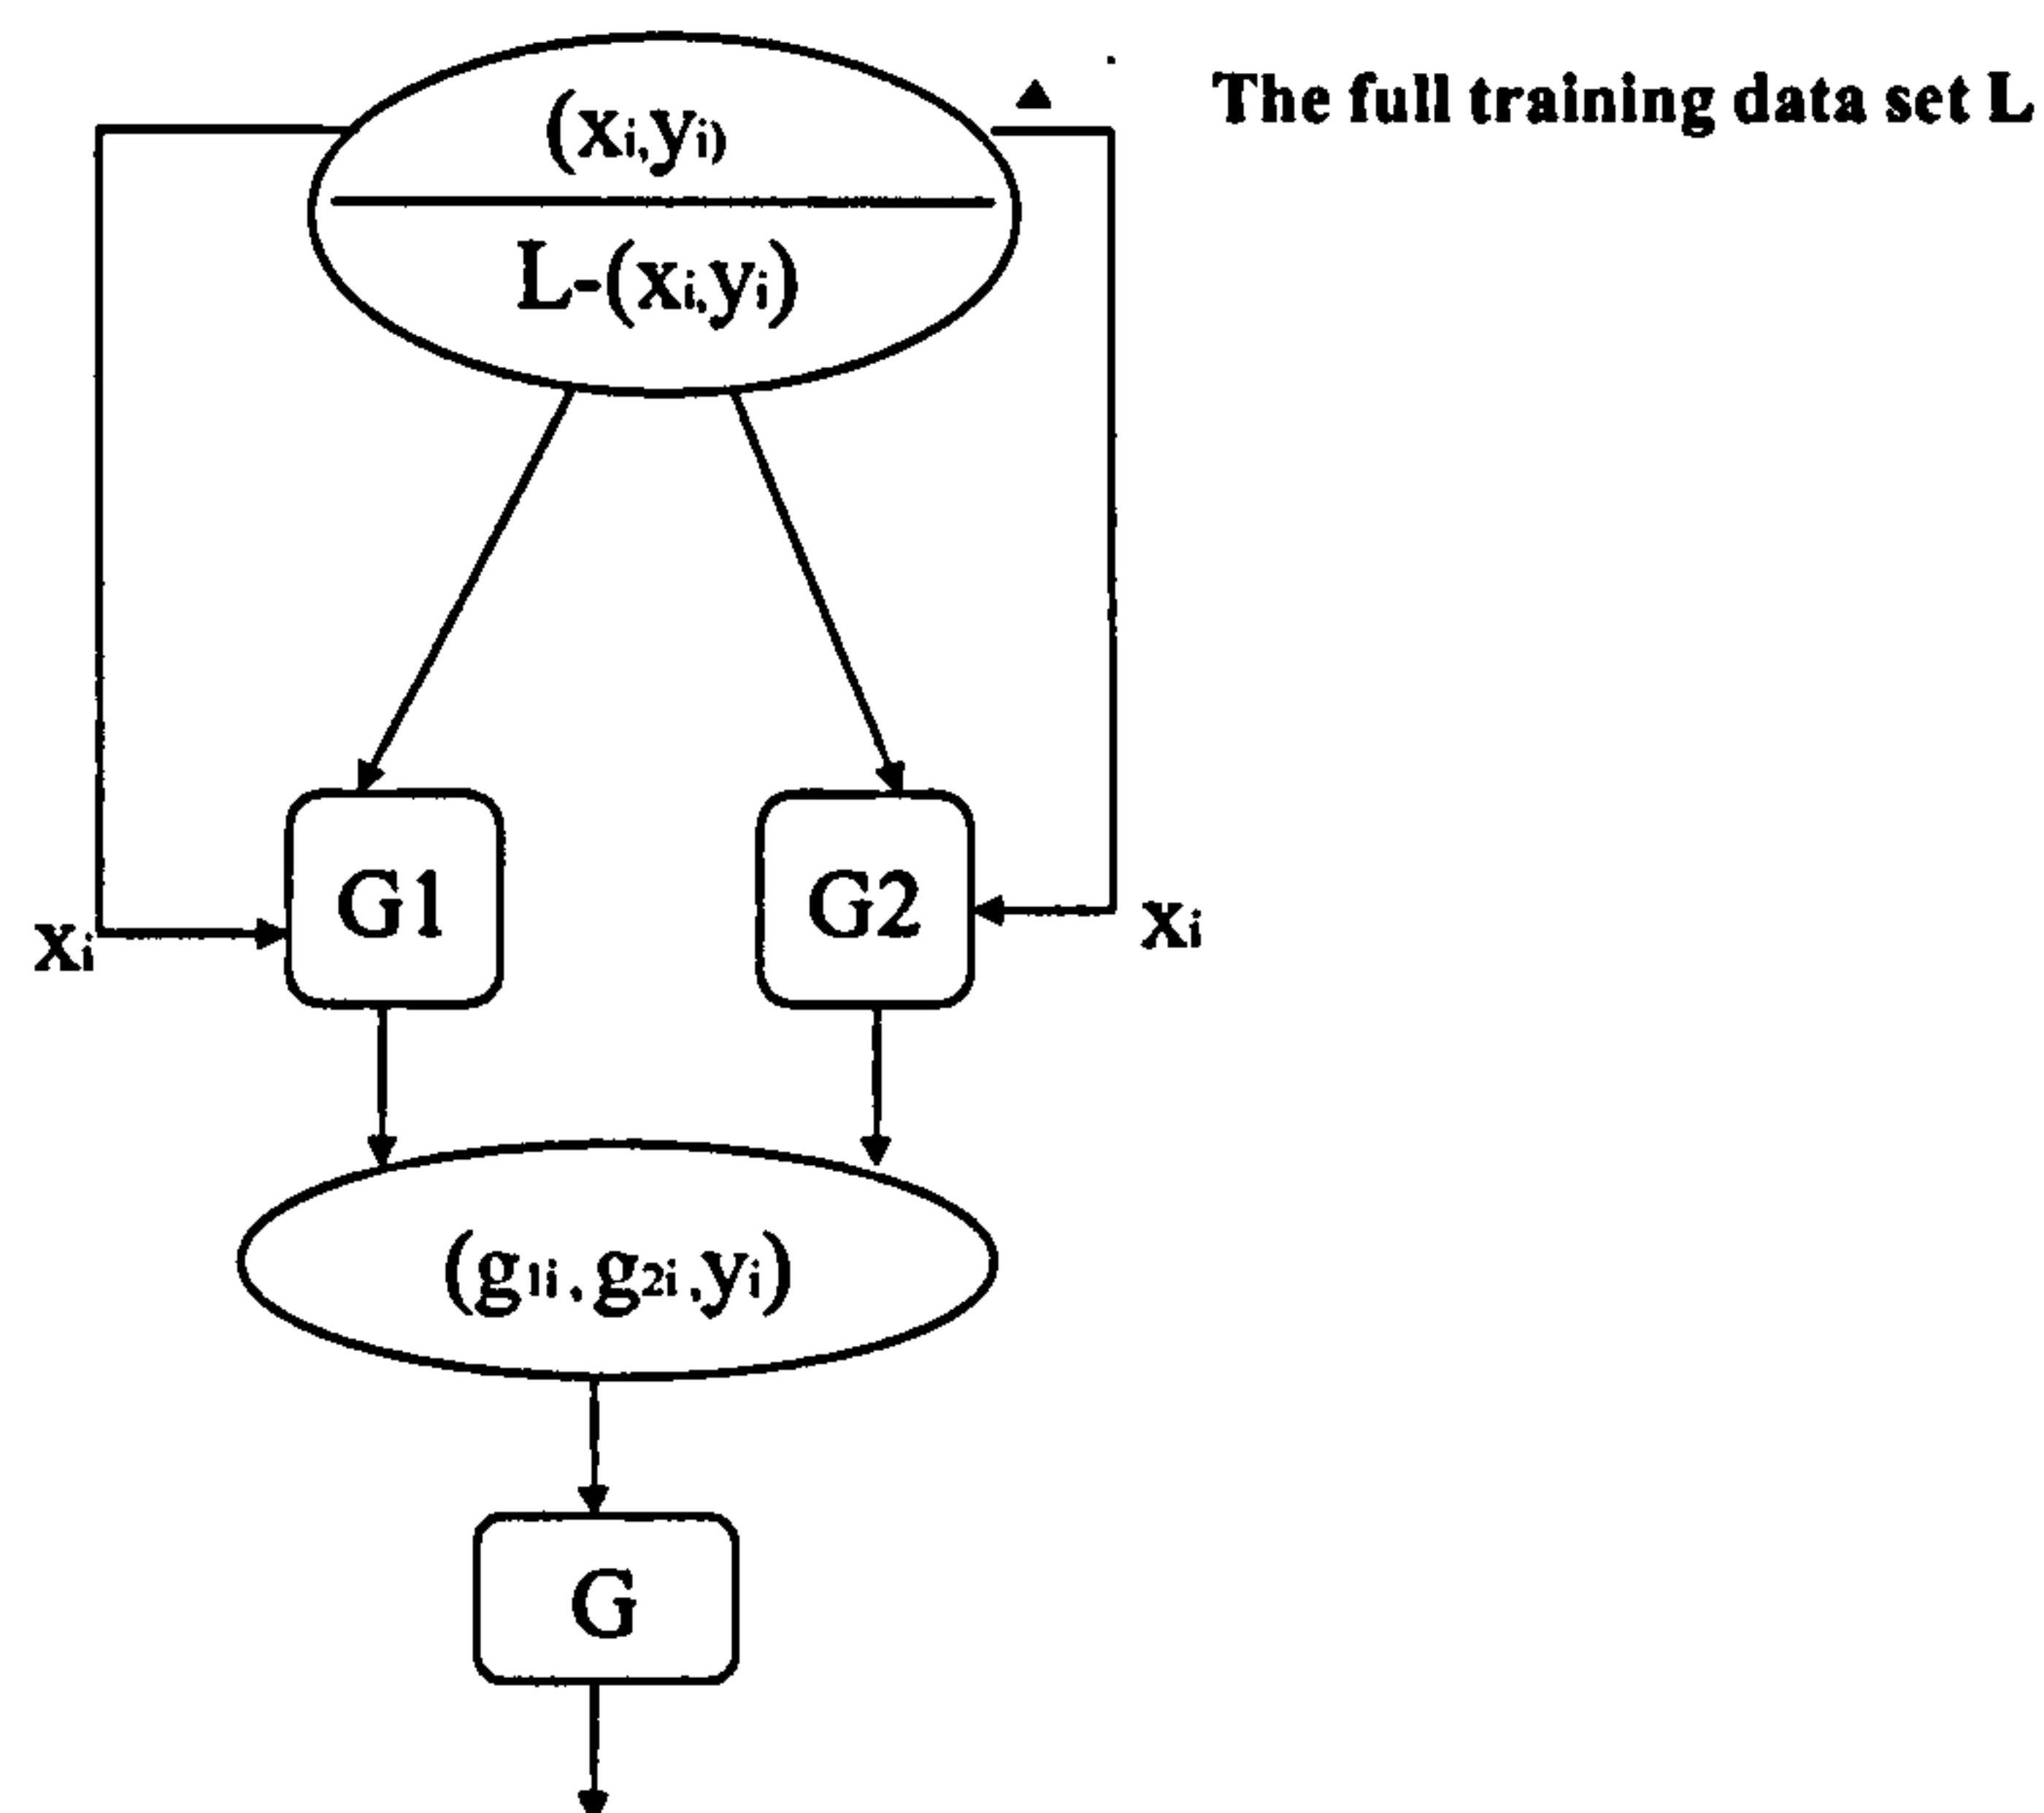 The full training data set L
(xi,yi)
L-(xi,yi)
G1
G2
xi
xi
(g1i,g2i,yi)
G